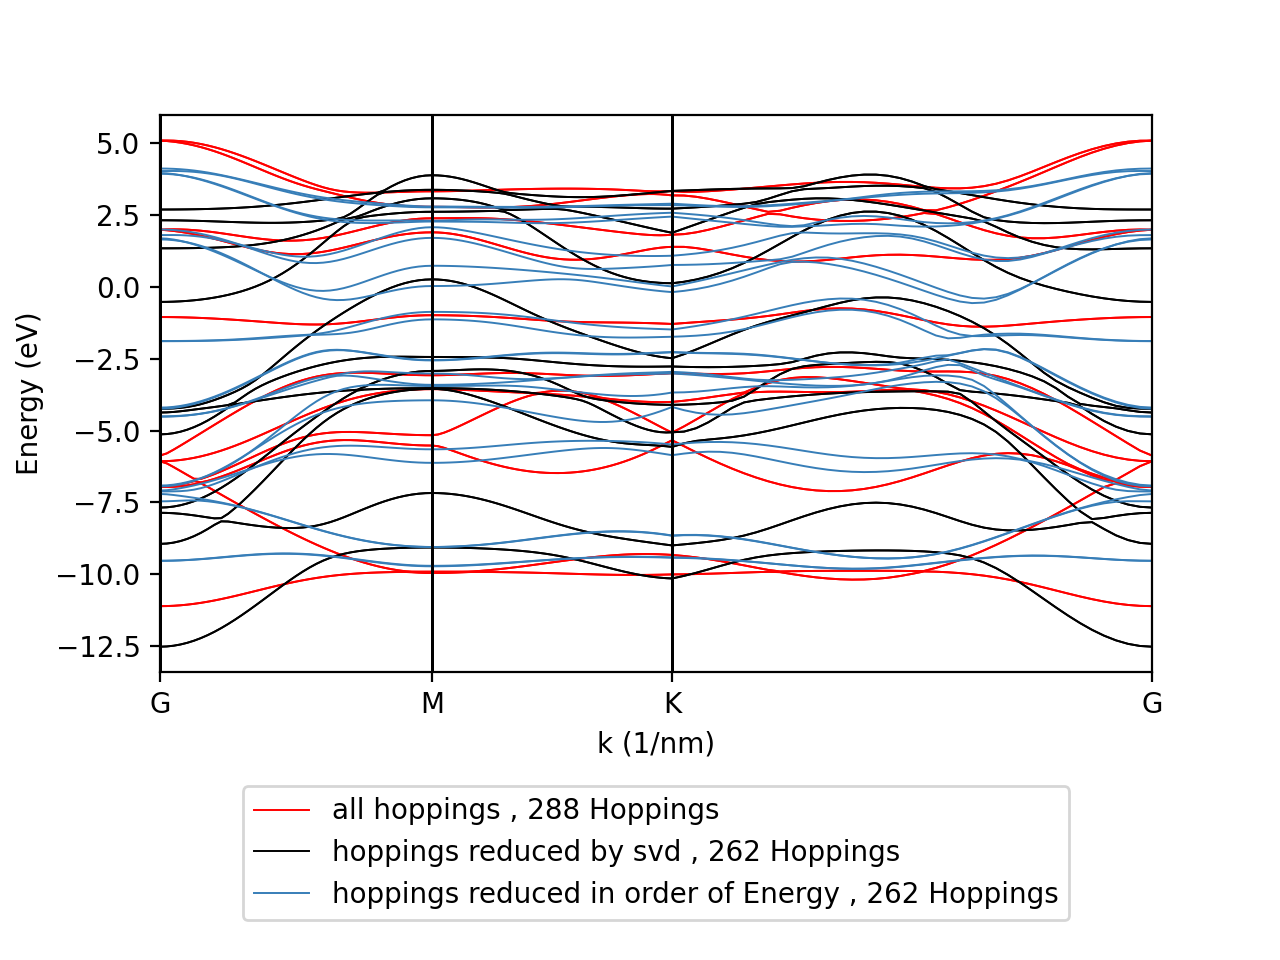 5.0
2.5
0.0
−2.5
−5.0
−7.5
−10.0
−12.5
Energy (eV)
G M K G
k (1/nm)
all hoppings , 288 Hoppings
hoppings reduced by svd , 262 Hoppings
hoppings reduced in order of Energy , 262 Hoppings